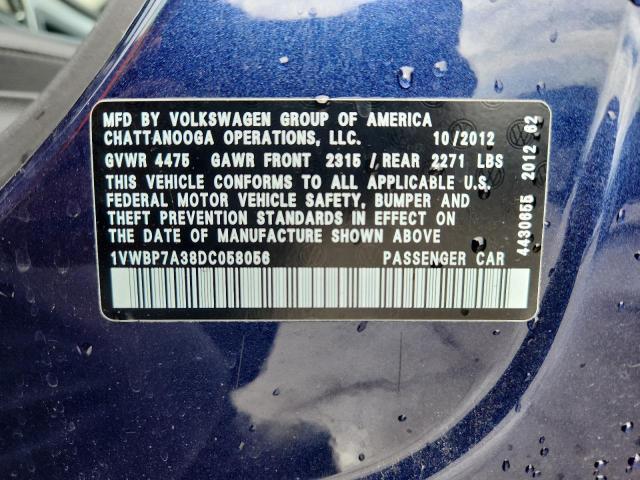 MFD BY VOLKSWAGEN GROUP OF AMERICA
CHATTANOOGA OPERATIONS, LLC. 10/2012
GVWR 4475 GAWR FRONT 2315 / REAR 2271 LBS
THIS VEHICLE CONFORMS TO ALL APPLICABLE U.S.
FEDERAL MOTOR VEHICLE SAFETY, BUMPER AND
THEFT PREVENTION STANDARDS IN EFFECT ON
THE DATE OF MANUFACTURE SHOWN ABOVE
1VWBP7A38DC058056 PASSENGER CAR
4430655 2012 62